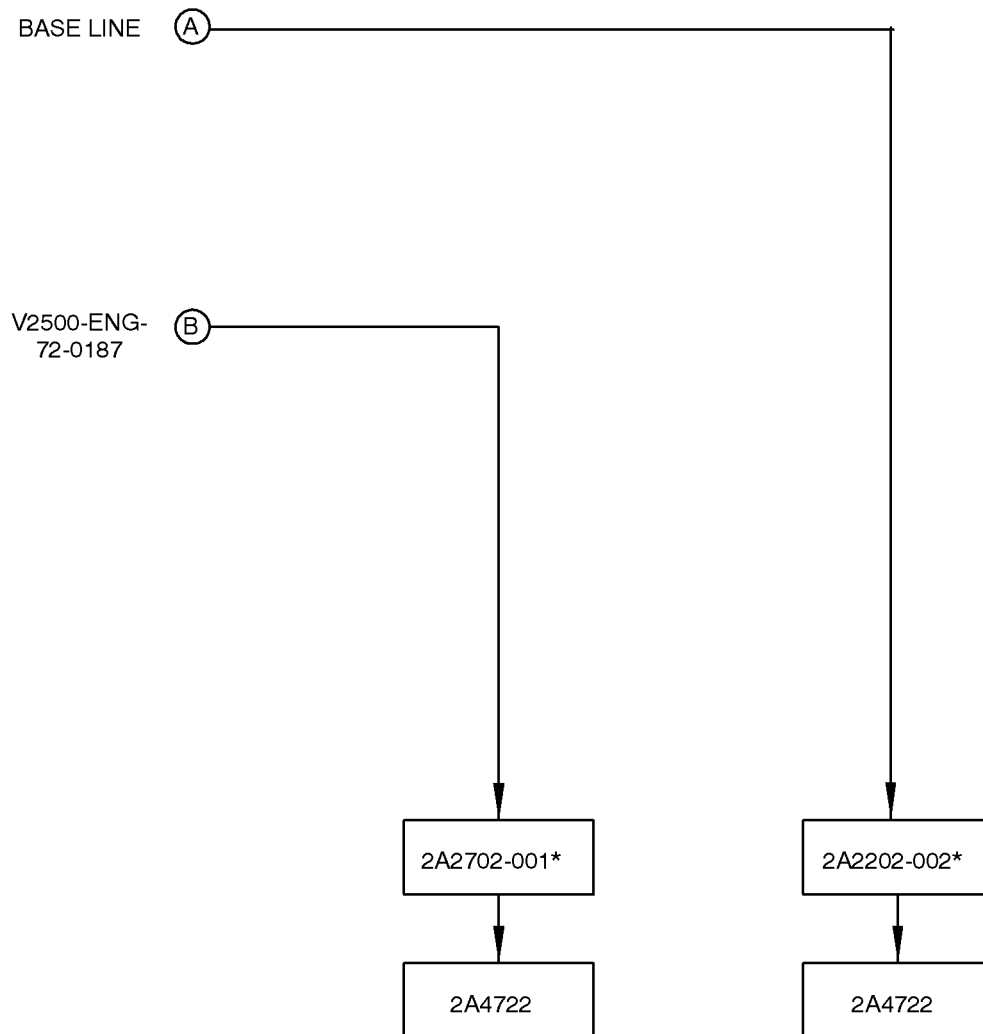 BASE LINE
A
V2500-ENG-
72-0187
B
2A2702-001*
2A2202-002*
2A4722
2A4722